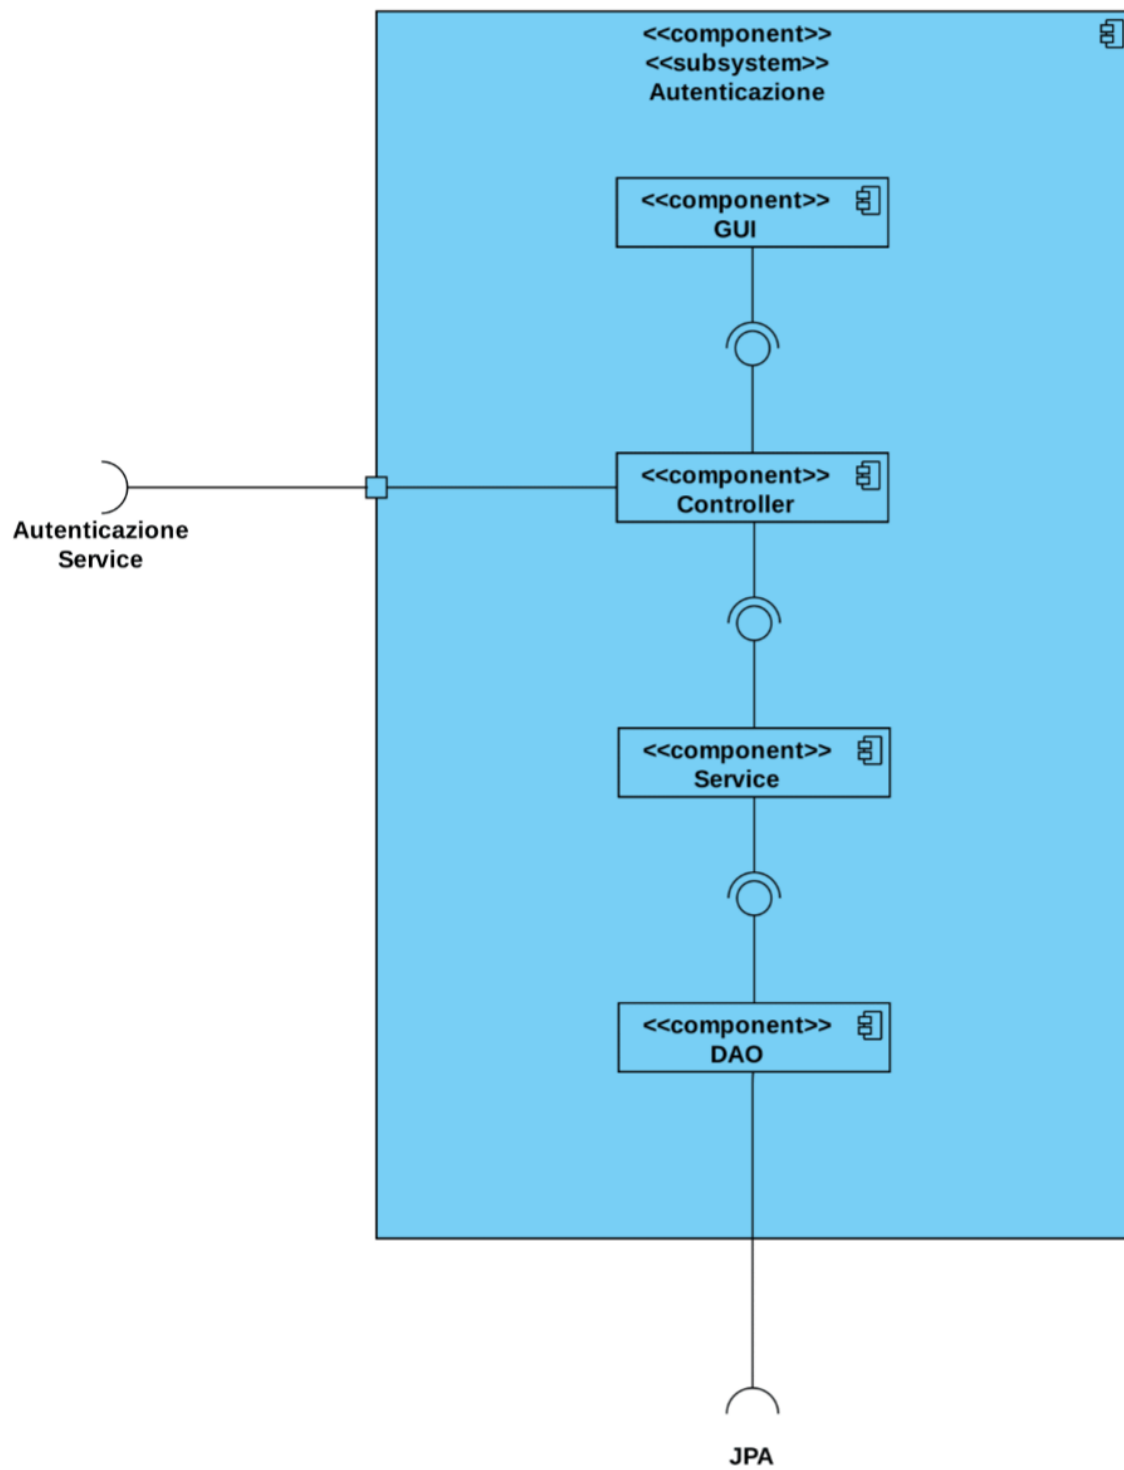 <<component>>
<<subsystem>>
Autenticazione
<<component>>
GUI
<<component>>
Controller
Autenticazione
Service
<<component>>
Service
<<component>>
DAO
JPA